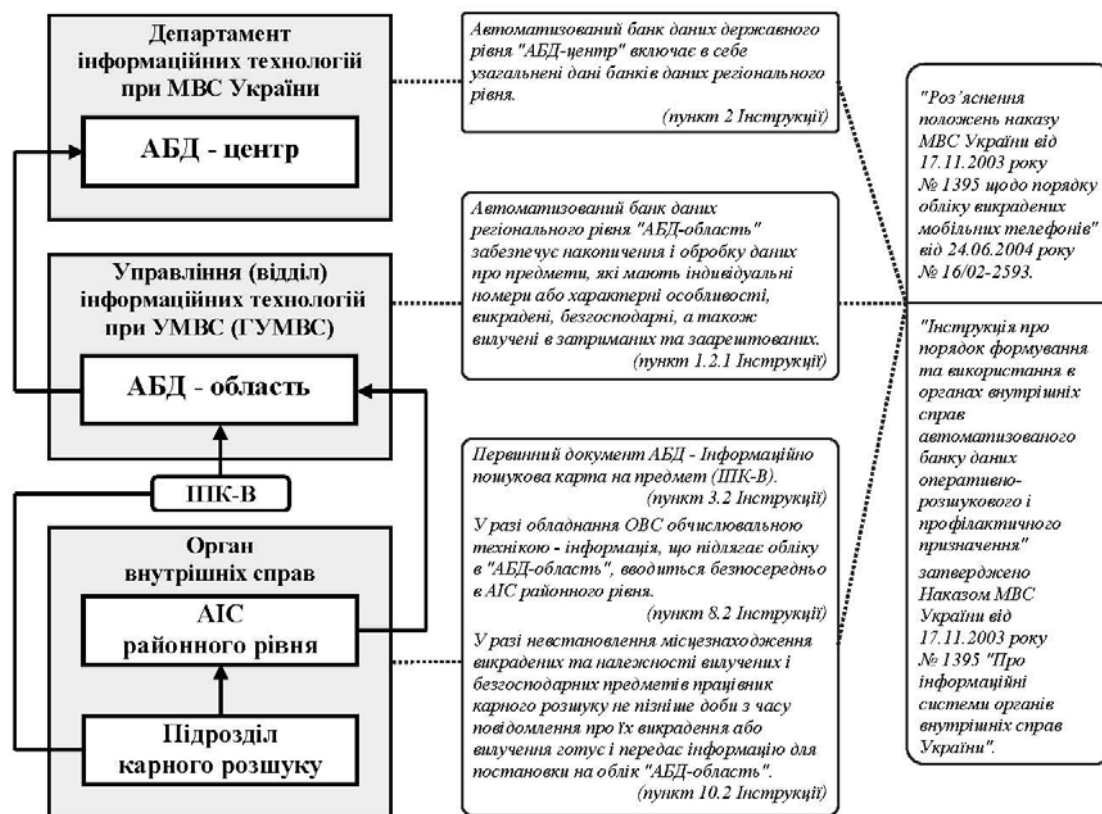 Департамент
інформаційних технологій
при МВС України
АБД - центр
Управління (відділ)
інформаційних технологій
при УМВС (ГУМВС)
АБД - область
ІПК-В
Орган
внутрішніх справ
АІС
районного рівня
Підрозділ
карного розшуку
Автоматизований банк даних державного
рівня "АБД-центр" включає в себе
узагальнені дані банків даних регіонального
рівня.
(пункт 2 Інструкції)
Автоматизований банк даних
регіонального рівня "АБД-область"
забезпечує накопичення і обробку даних
про предмети, які мають індивідуальні
номери або характерні особливості,
викрадені, безгосподарні, а також
вилучені в затриманих та заарештованих.
(пункт 1.2.1 Інструкції)
Первинний документ АБД - Інформаційно
пошукова карта на предмет (ІПК-В).
(пункт 3.2 Інструкції)
У разі обладнання ОВС обчислювальною
технікою - інформація, що підлягає обліку
в "АБД-область", вводиться безпосередньо
в АІС районного рівня.
(пункт 8.2 Інструкції)
У разі невстановлення місцезнаходження
викрадених та належності вилучених і
безгосподарних предметів працівник
карного розшуку не пізніше доби з часу
повідомлення про їх викрадення або
вилучення готує і передає інформацію для
постановки на облік "АБД-область".
(пункт 10.2 Інструкції)
"Роз’яснення
положень наказу
МВС України від
17.11.2003 року
№ 1395 щодо порядку
обліку викрадених
мобільних телефонів"
від 24.06.2004 року
№ 16/02-2593.
"Інструкція про
порядок формування
та використання в
органах внутрішніх
справ
автоматизованого
банку даних
оперативно-
розшукового і
профілактичного
призначення"
затверджено
Наказом МВС
України від
17.11.2003 року
№ 1395 "Про
інформаційні
системи органів
внутрішніх справ
України".